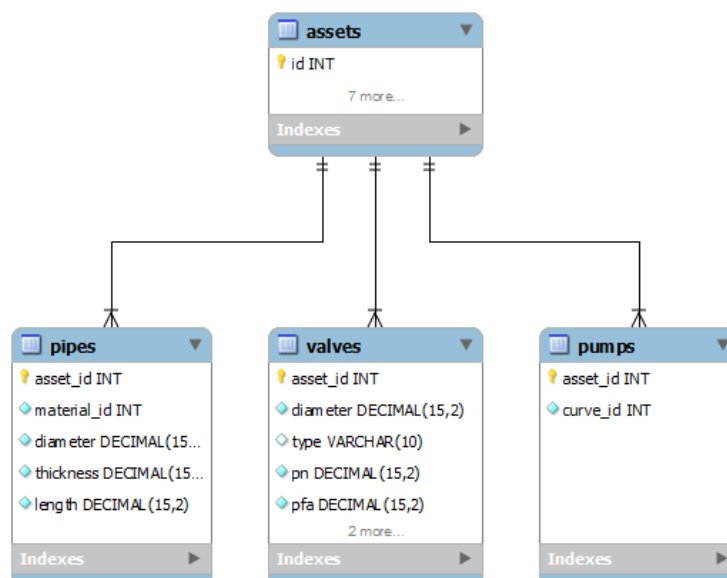 assets
id INT
7 more...
Indexes
pipes
asset_id INT
material_id INT
diameter DECIMAL(15...
thickness DECIMAL(15...
length DECIMAL(15,2)
Indexes
valves
asset_id INT
diameter DECIMAL(15,2)
type VARCHAR(10)
pn DECIMAL(15,2)
pfa DECIMAL(15,2)
2 more...
Indexes
pumps
asset_id INT
curve_id INT
Indexes